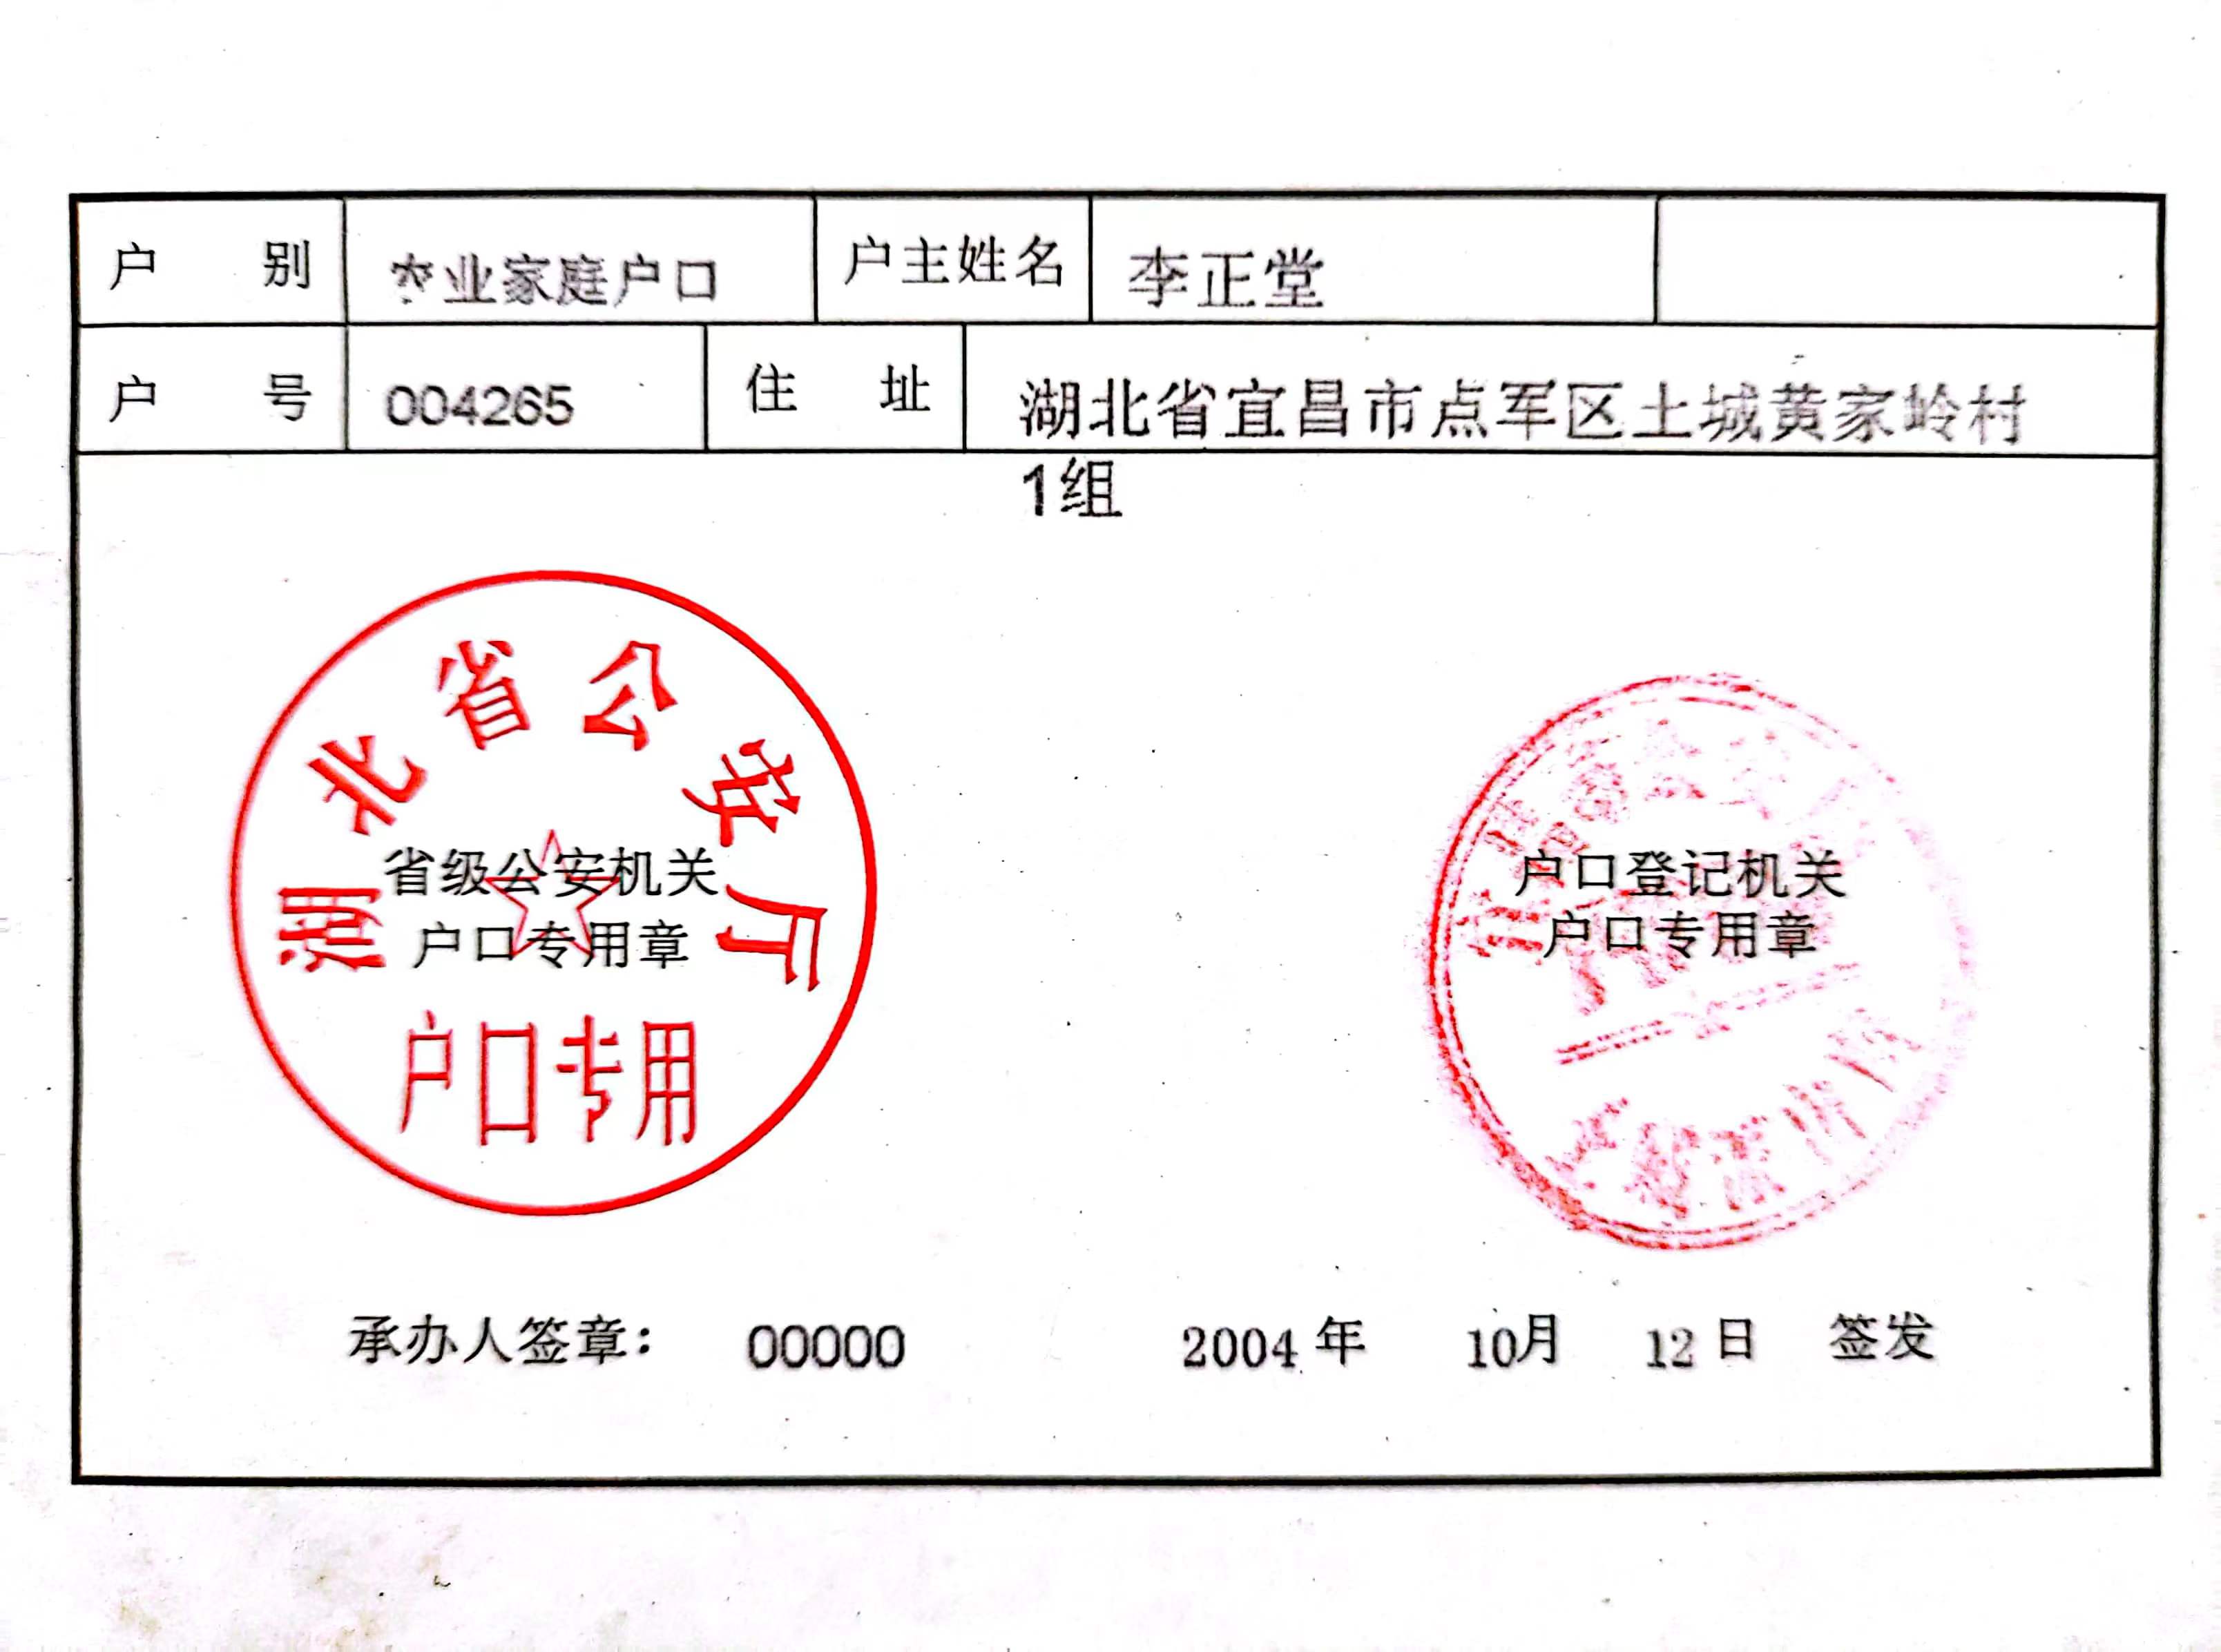 户 别 农业家庭户口 户主姓名 李正堂
户 号 004265 住 址 湖北省宜昌市点军区土城黄家岭村
1组
湖北省公安厅
省级公安机关
户口专用章
户口专用
户口登记机关
户口专用章
承办人签章: 00000 2004 年 10月 12 日 签发